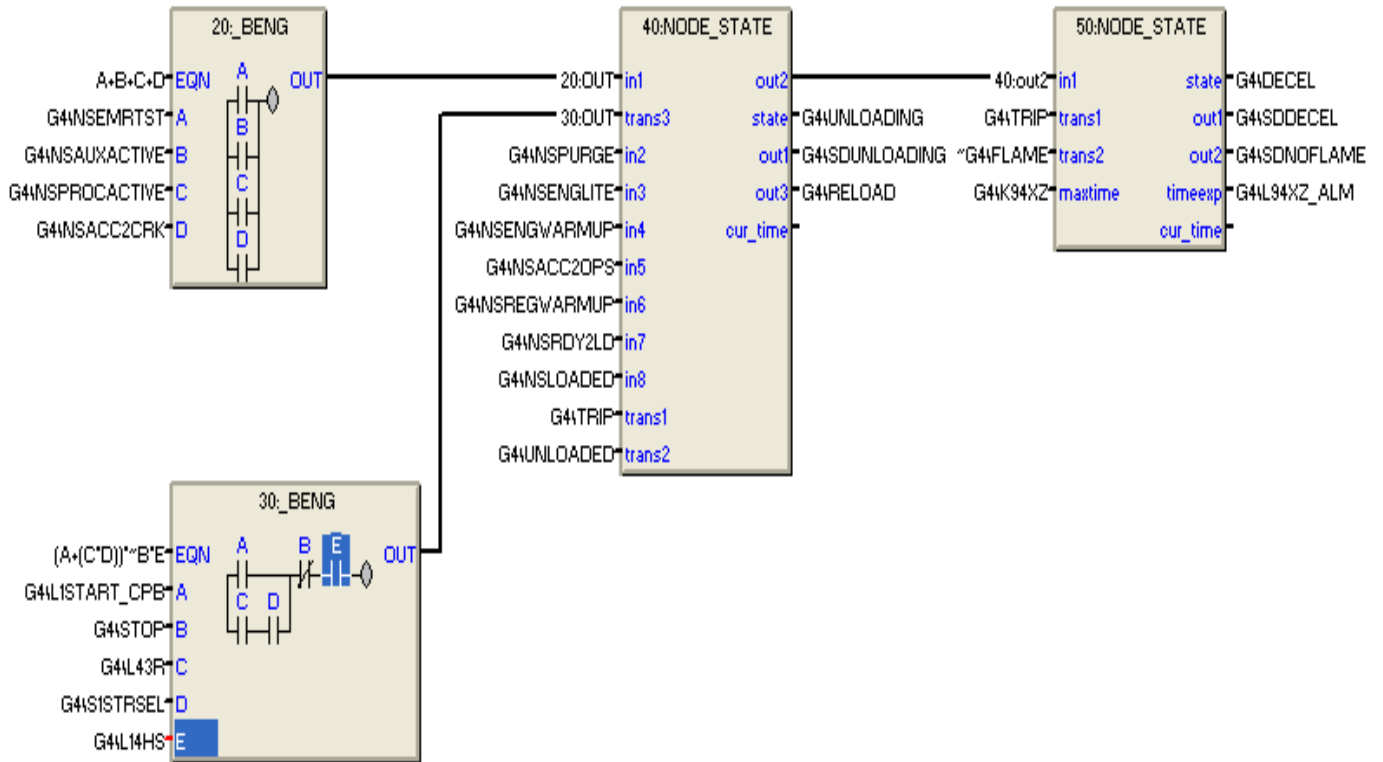 20:_BENG
A+B+C+D EQN A OUT
G4\NSEMRTST A
B
G4\NSAUXACTIVE B
C
G4\NSPROCACTIVE C
D
G4\NSACC2CRK D
30:_BENG
(A+(C*D))*~B*E EQN A B E OUT
G4\L1START_CPB A
C D
G4\STOP B
G4\L43R C
G4\S1STRSEL D
G4\L14HS E
40:NODE_STATE
20:OUT in1 out2
30:OUT trans3 state G4\UNLOADING
G4\NSPURGE in2 out1 G4\SDUNLOADING
G4\NSENGLITE in3 out3 G4\RELOAD
G4\NSENGWARMUP in4 cur_time
G4\NSACC2OPS in5
G4\NSREGWARMUP in6
G4\NSRDY2LD in7
G4\NSLOADED in8
G4\TRIP trans1
G4\UNLOADED trans2
50:NODE_STATE
40:out2 in1 state G4\DECEL
G4\TRIP trans1 out1 G4\SDDECEL
~G4\FLAME trans2 out2 G4\SDNOFLAME
G4\K94XZ maxtime timeexp G4\L94XZ_ALM
cur_time